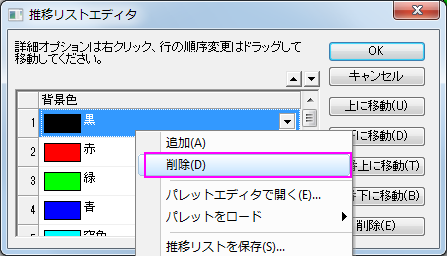 推移リストエディタ
詳細オプションは右クリック、行の順序変更はドラッグして
移動してください。
OK
キャンセル
上に移動(U)
下に移動(D)
番上に移動(T)
番下に移動(B)
削除(E)
背景色
1 黒
2 赤
3 緑
4 青
5 空色
追加(A)
削除(D)
パレットエディタで開く(E)...
パレットをロード
推移リストを保存(S)...